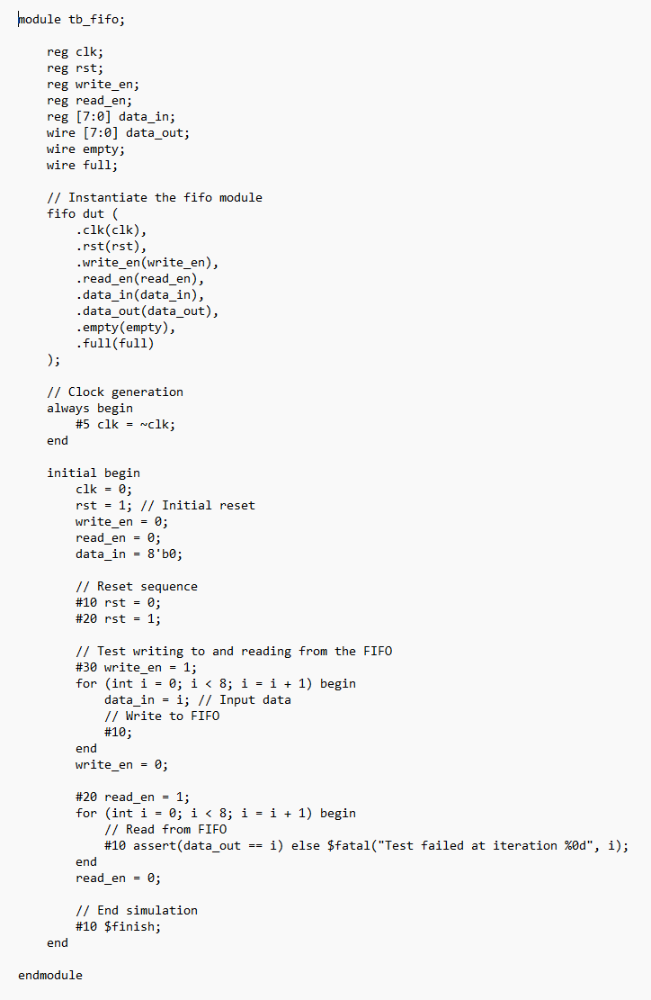 module tb_fifo;

    reg clk;
    reg rst;
    reg write_en;
    reg read_en;
    reg [7:0] data_in;
    wire [7:0] data_out;
    wire empty;
    wire full;

    // Instantiate the fifo module
    fifo dut (
        .clk(clk),
        .rst(rst),
        .write_en(write_en),
        .read_en(read_en),
        .data_in(data_in),
        .data_out(data_out),
        .empty(empty),
        .full(full)
    );

    // Clock generation
    always begin
        #5 clk = ~clk;
    end

    initial begin
        clk = 0;
        rst = 1; // Initial reset
        write_en = 0;
        read_en = 0;
        data_in = 8'b0;

        // Reset sequence
        #10 rst = 0;
        #20 rst = 1;

        // Test writing to and reading from the FIFO
        #30 write_en = 1;
        for (int i = 0; i < 8; i = i + 1) begin
            data_in = i; // Input data
            // Write to FIFO
            #10;
        end
        write_en = 0;

        #20 read_en = 1;
        for (int i = 0; i < 8; i = i + 1) begin
            // Read from FIFO
            #10 assert(data_out == i) else $fatal("Test failed at iteration %0d", i);
        end
        read_en = 0;

        // End simulation
        #10 $finish;
    end

endmodule